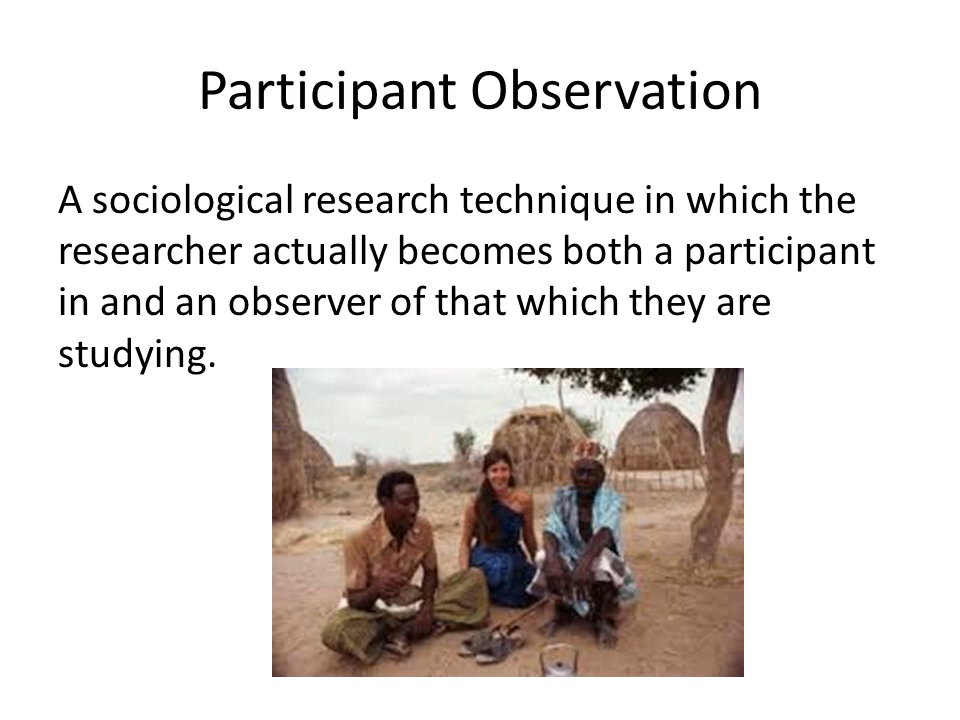 Participant Observation
A sociological research technique in which the
researcher actually becomes both a participant
in and an observer of that which they are
studying.